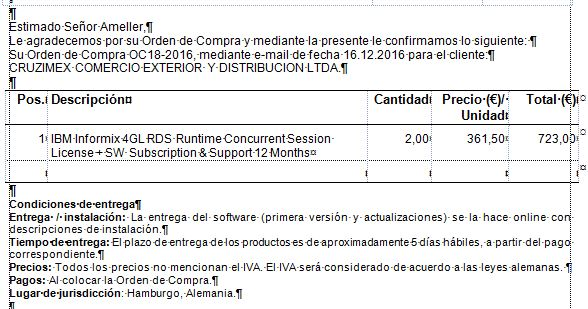 Estimado Señor Ameller,
Le agradecemos por su Orden de Compra y mediante la presente le confirmamos lo siguiente:
Su Orden de Compra OC18-2016, mediante e-mail de fecha 16.12.2016 para el cliente:
CRUZIMEX COMERCIO EXTERIOR Y DISTRIBUCION LTDA.
Pos. Descripción Cantidad Precio (€)/ Total (€)
Unidad
1 IBM Informix 4GL RDS Runtime Concurrent Session 2,00 361,50 723,00
License + SW Subscription & Support 12 Months
Condiciones de entrega
Entrega / instalación: La entrega del software (primera versión y actualizaciones) se la hace online con
descripciones de instalación.
Tiempo de entrega: El plazo de entrega de los productos es de aproximadamente 5 días hábiles, a partir del pago
correspondiente.
Precios: Todos los precios no mencionan el IVA. El IVA será considerado de acuerdo a las leyes alemanas.
Pagos: Al colocar la Orden de Compra.
Lugar de jurisdicción: Hamburgo, Alemania.